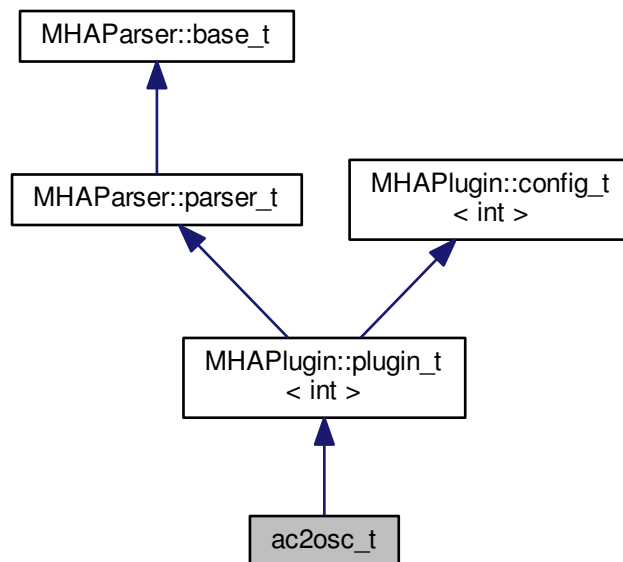 MHAParser::base_t
MHAParser::parser_t
MHAPlugin::config_t
< int >
MHAPlugin::plugin_t
< int >
ac2osc_t